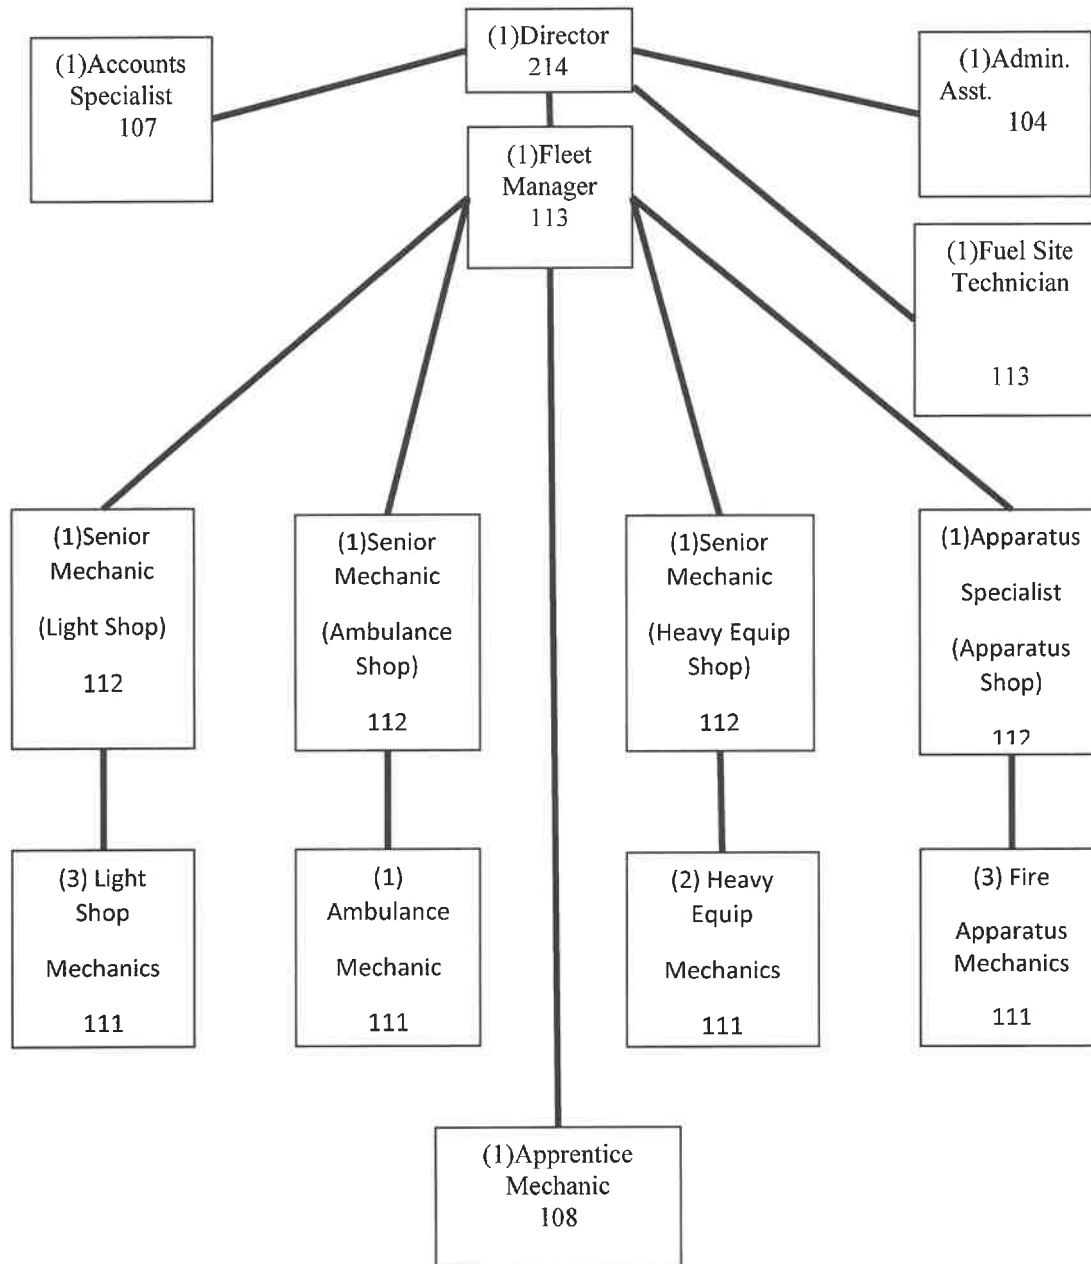 (1)Director
214
(1)Accounts
Specialist
107
(1)Admin.
Asst.
104
(1)Fleet
Manager
113
(1)Fuel Site
Technician
113
(1)Senior
Mechanic
(Light Shop)
112
(1)Senior
Mechanic
(Ambulance
Shop)
112
(1)Senior
Mechanic
(Heavy Equip
Shop)
112
(1)Apparatus
Specialist
(Apparatus
Shop)
112
(3) Light
Shop
Mechanics
111
(1)
Ambulance
Mechanic
111
(2) Heavy
Equip
Mechanics
111
(3) Fire
Apparatus
Mechanics
111
(1)Apprentice
Mechanic
108